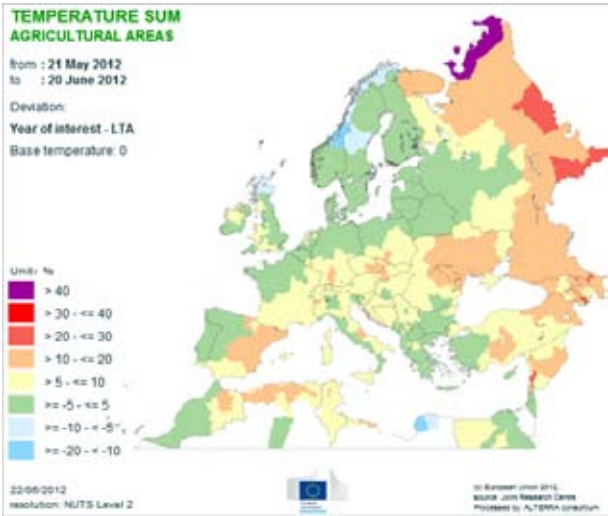 TEMPERATURE SUM
AGRICULTURAL AREAS
from : 21 May 2012
to : 20 June 2012
Deviation:
Year of interest - LTA
Base temperature: 0
Unit: %
> 40
> 30 - <= 40
> 20 - <= 30
> 10 - <= 20
> 5 - <= 10
>= -5 - <= 5
>= -10 - < -5
>= -20 - < -10
22/06/2012
resolution: NUTS Level 2
(c) European Union 2012,
source: Joint Research Centre
Processed by: ALTERRA consortium